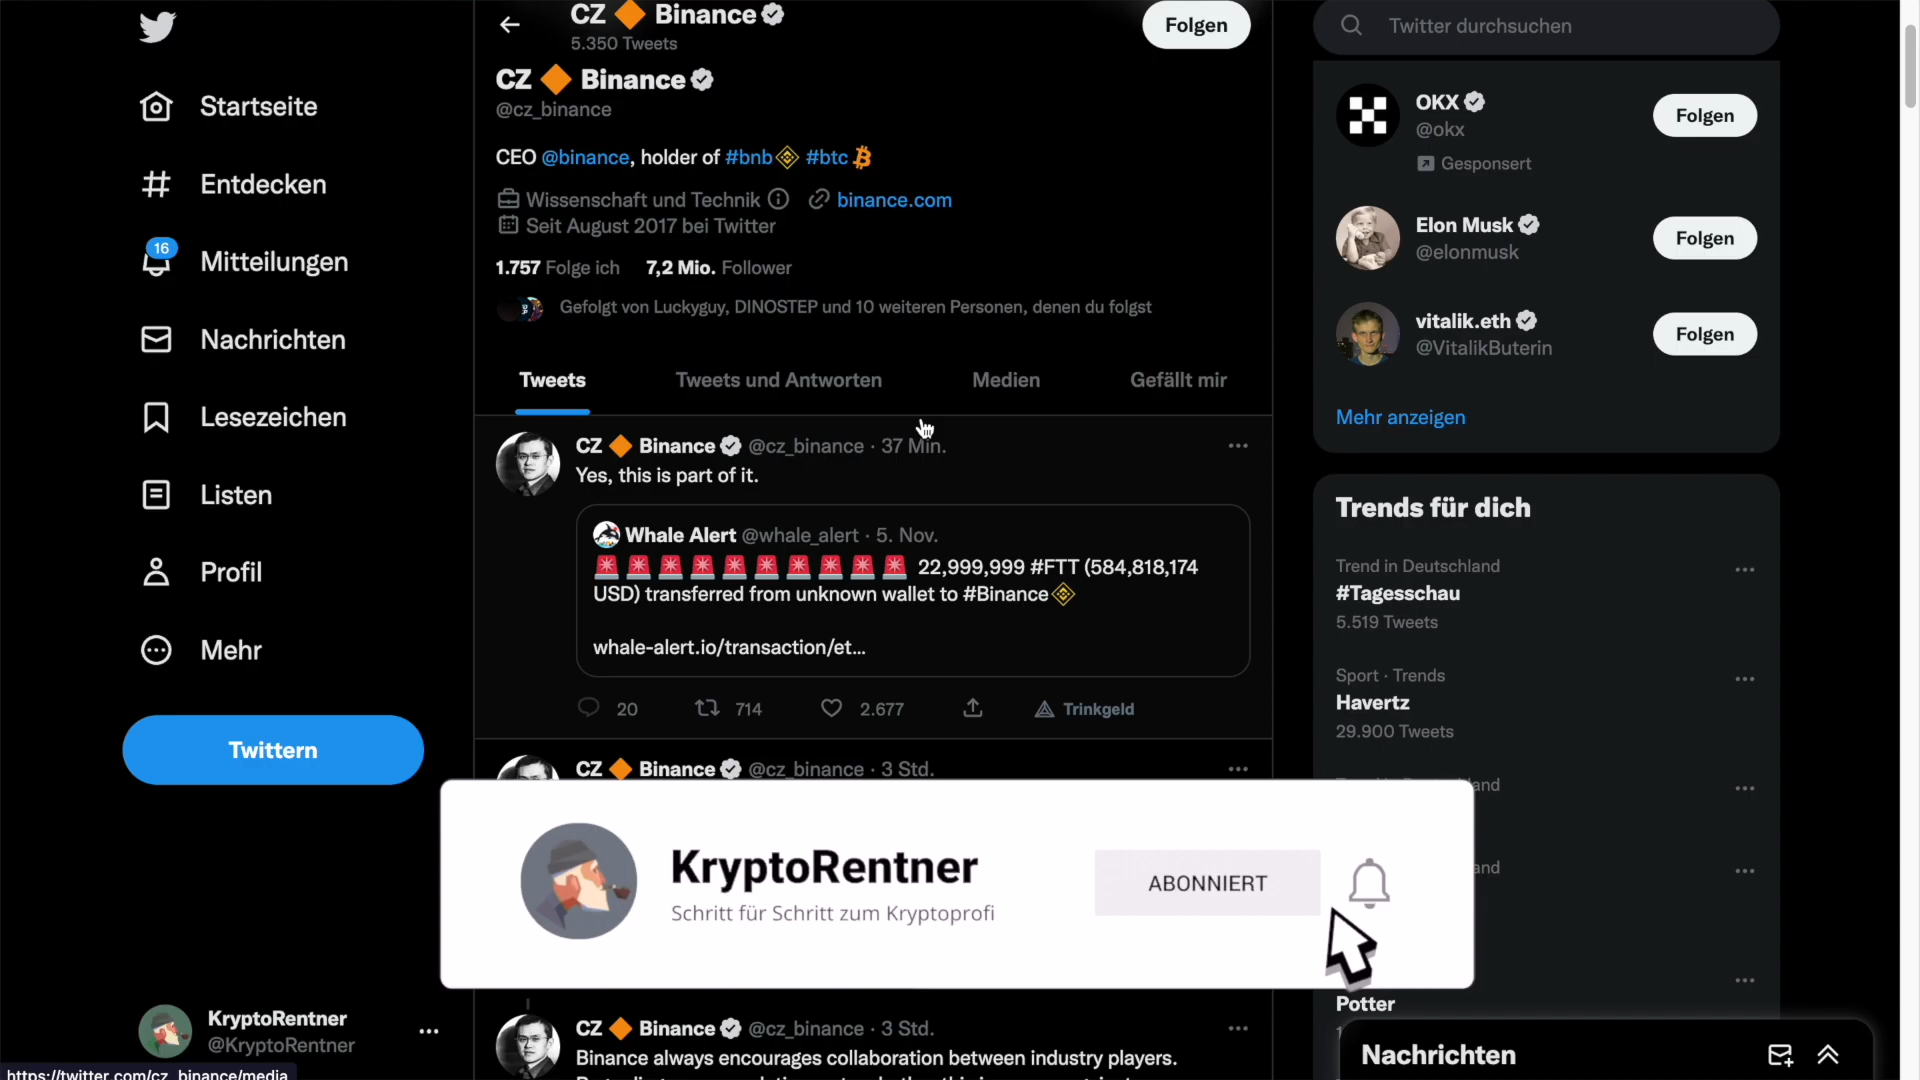 CZ 🔶 Binance
5.350 Tweets
Folgen
CZ 🔶 Binance
@cz_binance
CEO @binance, holder of #bnb #btc
Wissenschaft und Technik binance.com
Seit August 2017 bei Twitter
1.757 Folge ich 7,2 Mio. Follower
Gefolgt von Luckyguy, DINOSTEP und 10 weiteren Personen, denen du folgst
Tweets Tweets und Antworten Medien Gefällt mir
CZ 🔶 Binance @cz_binance · 37 Min.
Yes, this is part of it.
Whale Alert @whale_alert · 5. Nov.
🚨🚨🚨🚨🚨🚨🚨🚨🚨🚨 22,999,999 #FTT (584,818,174
USD) transferred from unknown wallet to #Binance
whale-alert.io/transaction/et...
20 714 2.677 Trinkgeld
CZ 🔶 Binance @cz_binance · 3 Std.
KryptoRentner
Schritt für Schritt zum Kryptoprofi
ABONNIERT
CZ 🔶 Binance @cz_binance · 3 Std.
Binance always encourages collaboration between industry players.
Startseite
Entdecken
16
Mitteilungen
Nachrichten
Lesezeichen
Listen
Profil
Mehr
Twittern
KryptoRentner
@KryptoRentner
https://twitter.com/cz_binance/media
Twitter durchsuchen
OKX
@okx
Gesponsert
Folgen
Elon Musk
@elonmusk
Folgen
vitalik.eth
@VitalikButerin
Folgen
Mehr anzeigen
Trends für dich
Trend in Deutschland
#Tagesschau
5.519 Tweets
Sport · Trends
Havertz
29.900 Tweets
Potter
Nachrichten